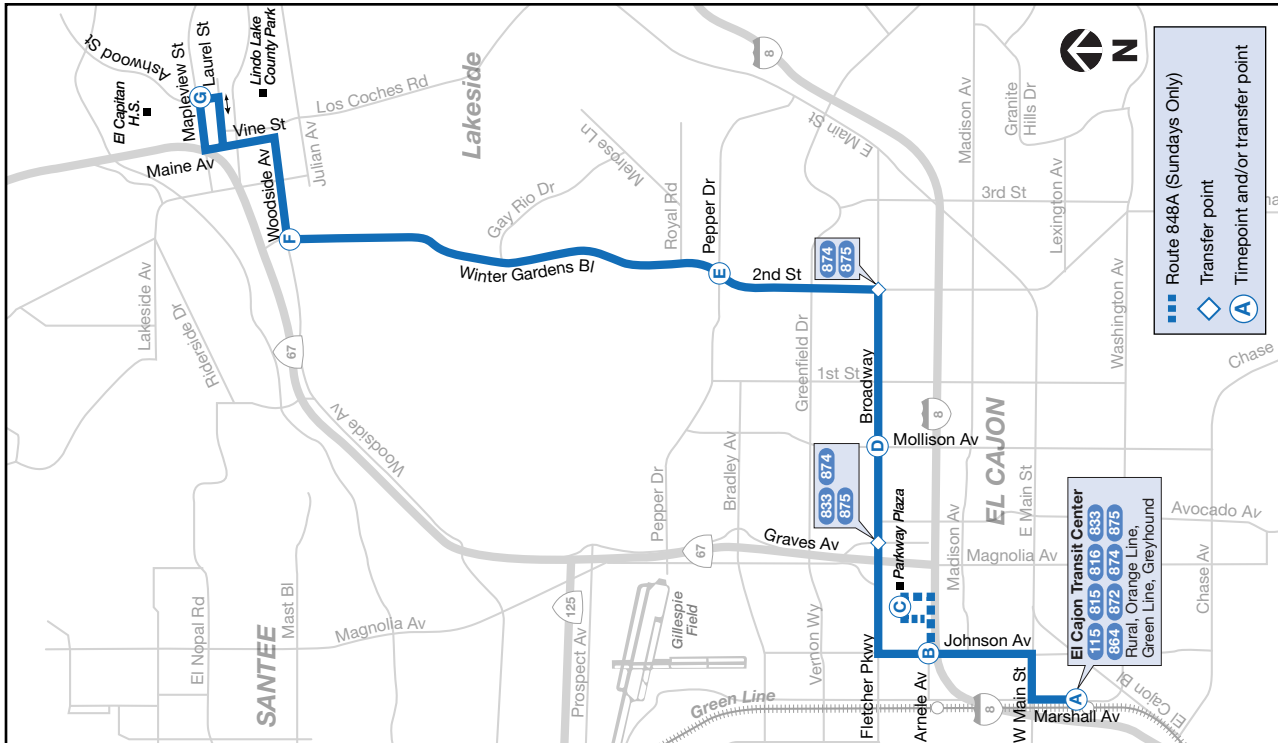 Ashwood St
Mapleview St
Laurel St
El Capitan
H.S.
G
Lindo Lake
County Park
Vine St
Los Coches Rd
Maine Av
Julian Av
Woodside Av
F
Lakeside
Lakeside Av
Riderside Dr
67
Gay Rio Dr
Melrose Ln
Winter Gardens Bl
Royal Rd
Pepper Dr
E
2nd St
874
875
8
E Main St
Madison Av
Granite
Hills Dr
3rd St
Lexington Av
Washington Av
N
Route 848A (Sundays Only)
Transfer point
A Timepoint and/or transfer point
Woodside Av
Greenfield Dr
1st St
Broadway
8
Chase
D
Mollison Av
EL CAJON
Pepper Dr
Bradley Av
833 874
875
Graves Av
67
Parkway Plaza
C
Madison Av
E Main St
Magnolia Av
Avocado Av
Chase Av
El Nopal Rd
Mast Bl
SANTEE
Magnolia Av
125
Prospect Av
Gillespie
Field
Vernon Wy
Fletcher Pkwy
Arnele Av
B
Johnson Av
W Main St
Green Line
8
Marshall Av
A
El Cajon Bl
El Cajon Transit Center
115 815 816 833
864 872 874 875
Rural, Orange Line,
Green Line, Greyhound